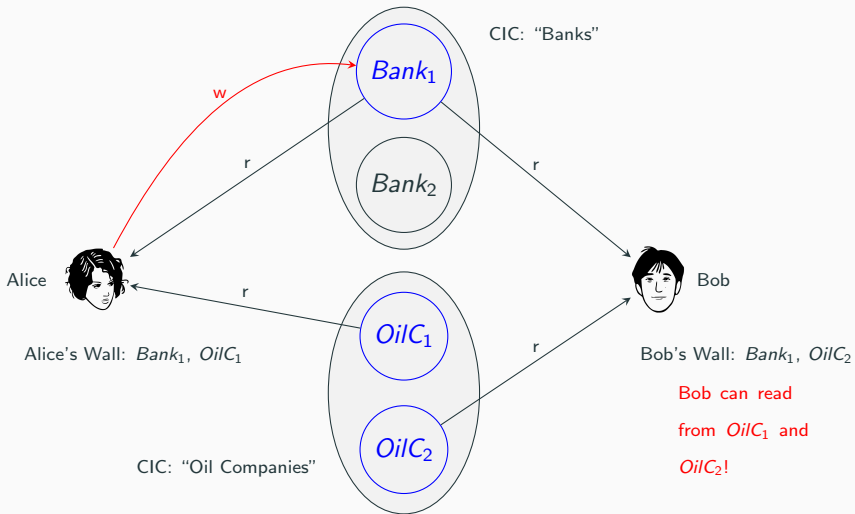 CIC: “Banks”
Bank₁
w
r
r
Bank₂
Alice
Bob
r
OilC₁
r
Alice's Wall: Bank₁, OilC₁
Bob's Wall: Bank₁, OilC₂
Bob can read
from OilC₁ and
OilC₂!
OilC₂
CIC: “Oil Companies”